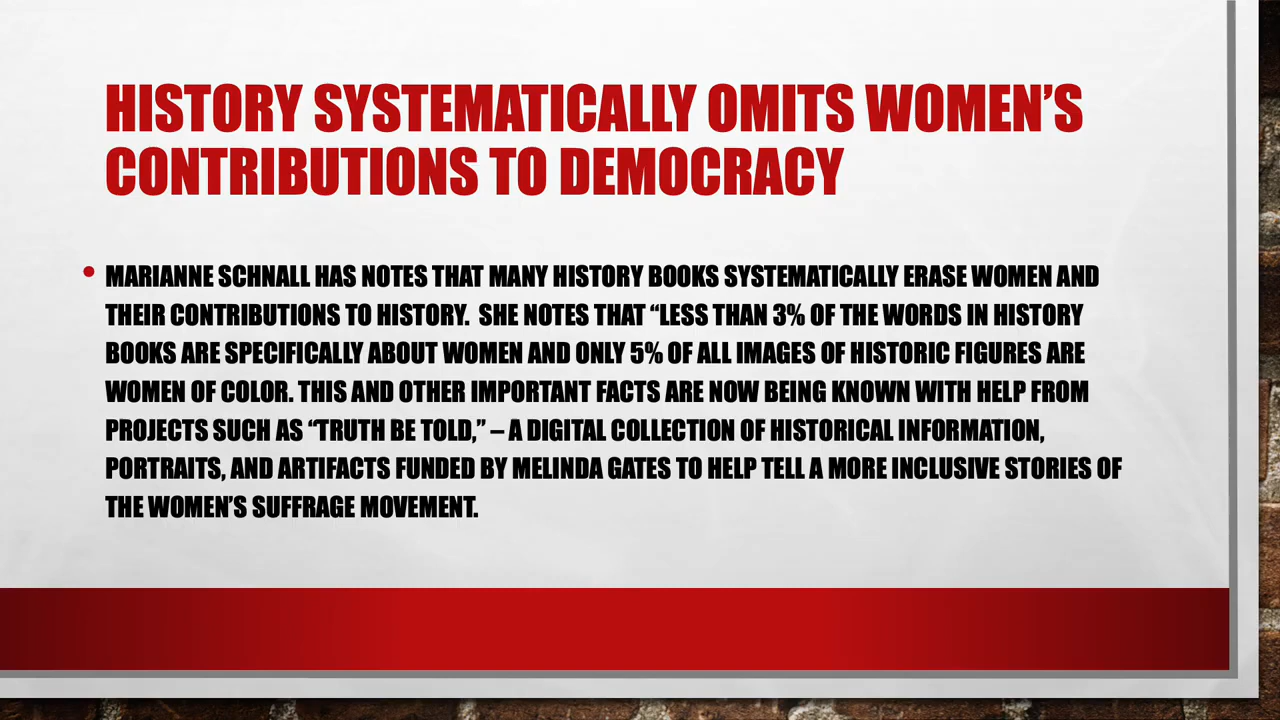 HISTORY SYSTEMATICALLY OMITS WOMEN’S
CONTRIBUTIONS TO DEMOCRACY
• MARIANNE SCHNALL HAS NOTES THAT MANY HISTORY BOOKS SYSTEMATICALLY ERASE WOMEN AND
THEIR CONTRIBUTIONS TO HISTORY.  SHE NOTES THAT “LESS THAN 3% OF THE WORDS IN HISTORY
BOOKS ARE SPECIFICALLY ABOUT WOMEN AND ONLY 5% OF ALL IMAGES OF HISTORIC FIGURES ARE
WOMEN OF COLOR. THIS AND OTHER IMPORTANT FACTS ARE NOW BEING KNOWN WITH HELP FROM
PROJECTS SUCH AS “TRUTH BE TOLD,” – A DIGITAL COLLECTION OF HISTORICAL INFORMATION,
PORTRAITS, AND ARTIFACTS FUNDED BY MELINDA GATES TO HELP TELL A MORE INCLUSIVE STORIES OF
THE WOMEN’S SUFFRAGE MOVEMENT.